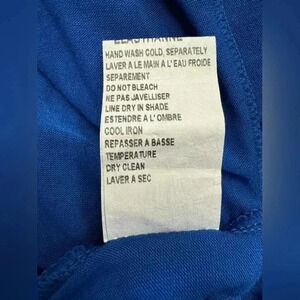 ELASTHANNE
HAND WASH COLD, SEPARATELY
LAVER A LE MAIN A L' EAU FROIDE
SEPAREMENT
DO NOT BLEACH
NE PAS JAVELLISER
LINE DRY IN SHADE
ESTENDRE A L' OMBRE
COOL IRON
REPASSER A BASSE
TEMPERATURE
DRY CLEAN
LAVER A SEC